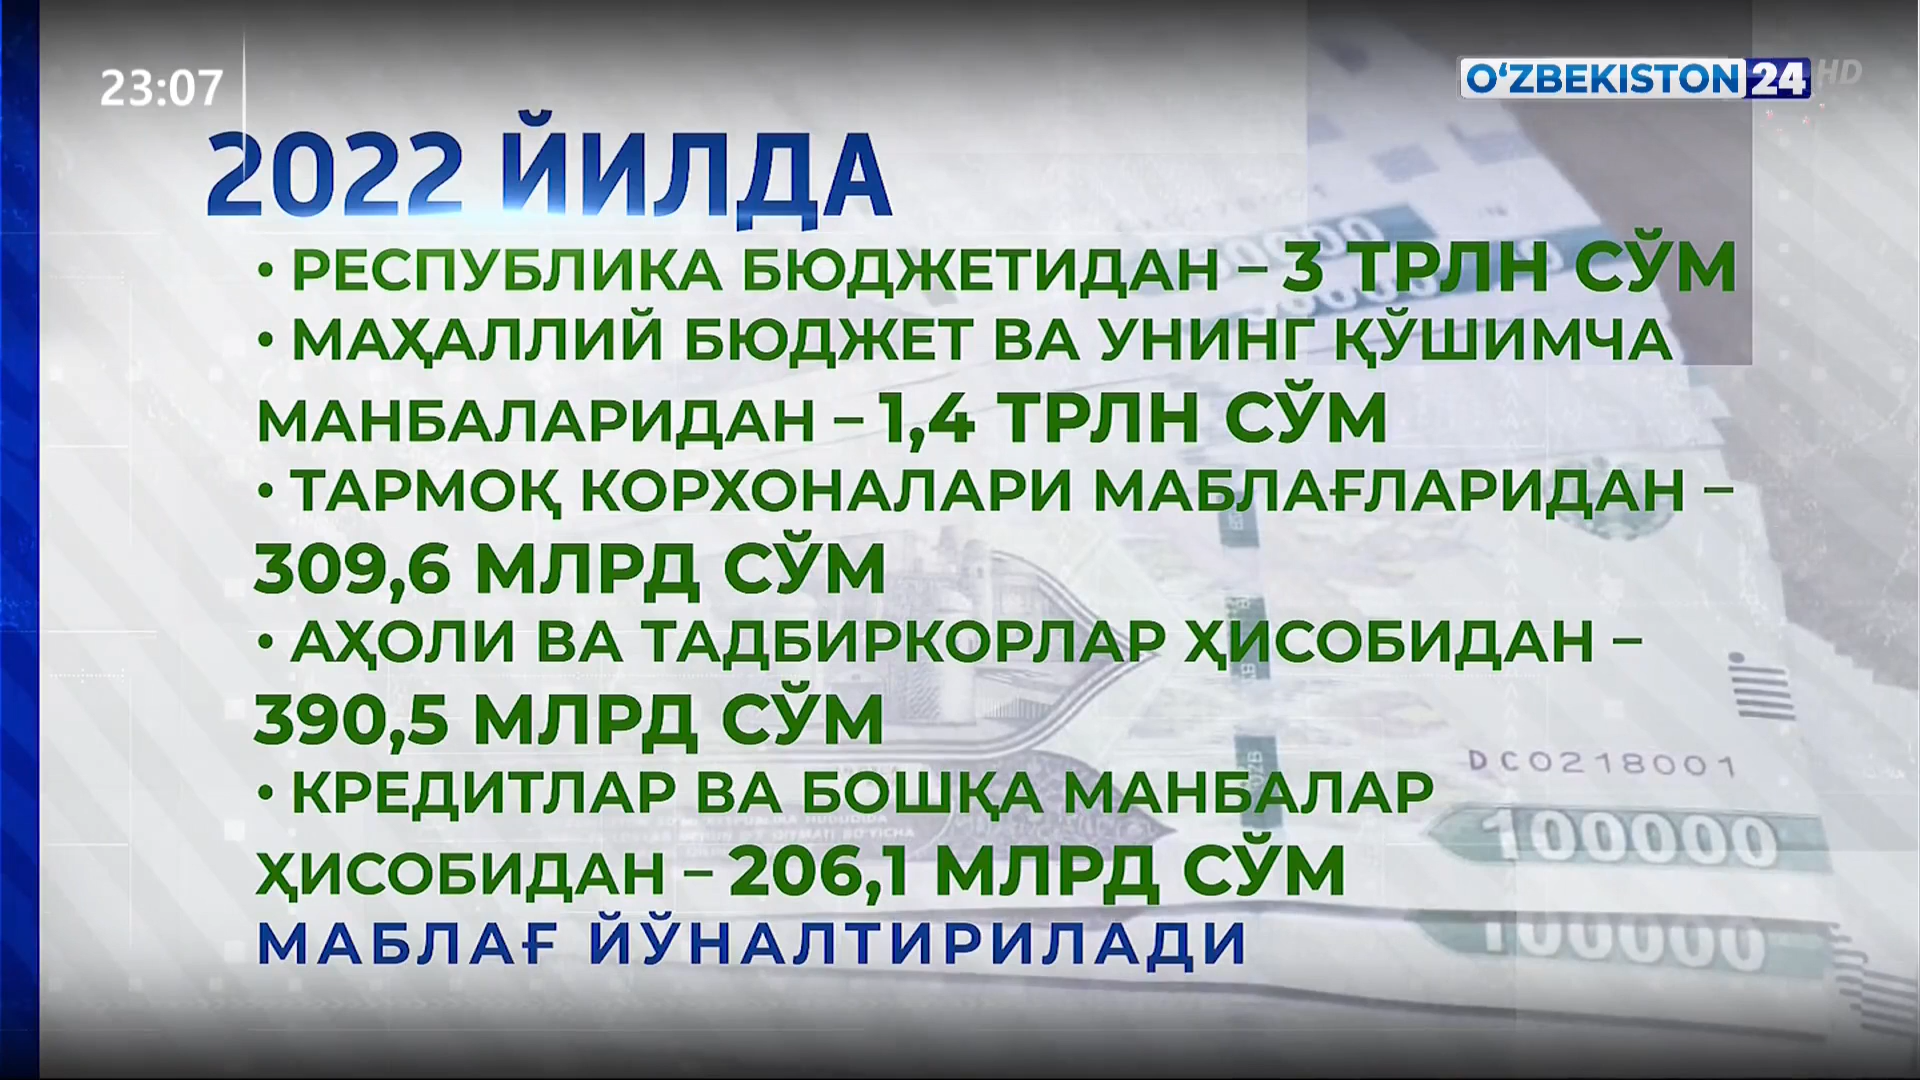 23:07
O‘ZBEKISTON 24 HD
2022 ЙИЛДА
• РЕСПУБЛИКА БЮДЖЕТИДАН – 3 ТРЛН СЎМ
• МАҲАЛЛИЙ БЮДЖЕТ ВА УНИНГ ҚЎШИМЧА
МАНБАЛАРИДАН – 1,4 ТРЛН СЎМ
• ТАРМОҚ КОРХОНАЛАРИ МАБЛАҒЛАРИДАН –
309,6 МЛРД СЎМ
• АҲОЛИ ВА ТАДБИРКОРЛАР ҲИСОБИДАН –
390,5 МЛРД СЎМ
DC0218001
• КРЕДИТЛАР ВА БОШҚА МАНБАЛАР
100000
ҲИСОБИДАН – 206,1 МЛРД СЎМ
МАБЛАҒ ЙЎНАЛТИРИЛАДИ
100000